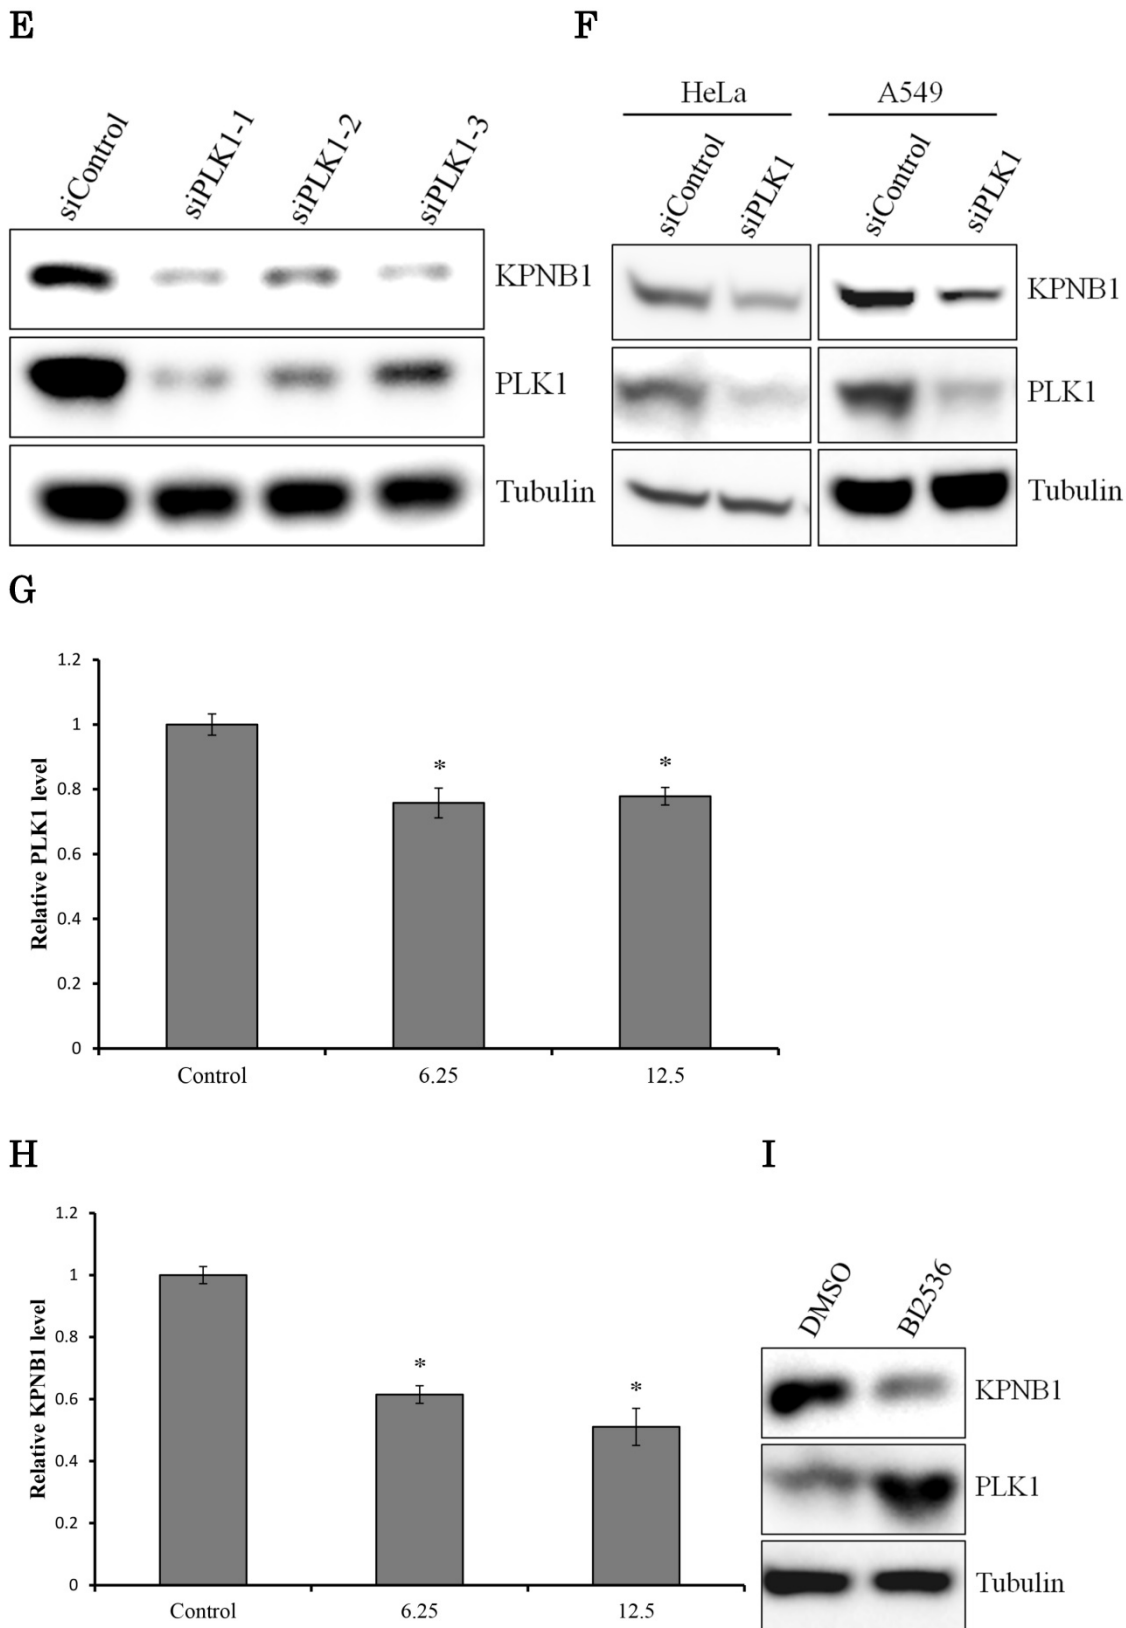 E
siControl siPLK1-1 siPLK1-2 siPLK1-3
KPNB1
PLK1
Tubulin
F
HeLa A549
siControl siPLK1 siControl siPLK1
KPNB1
PLK1
Tubulin
G
Relative PLK1 level
1.2
1
0.8
0.6
0.4
0.2
0
* *
Control 6.25 12.5
H
Relative KPNB1 level
1.2
1
0.8
0.6
0.4
0.2
0
* *
Control 6.25 12.5
I
DMSO BI2536
KPNB1
PLK1
Tubulin